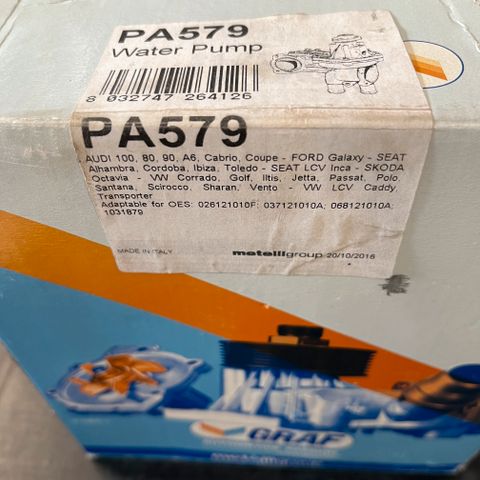 PA579
Water Pump
8 032747 264126
PA579
AUDI 100, 80, 90, A6, Cabrio, Coupe - FORD Galaxy - SEAT
Alhambra, Cordoba, Ibiza, Toledo - SEAT LCV Inca - SKODA
Octavia - VW Corrado, Golf, Iltis, Jetta, Passat, Polo,
Santana, Scirocco, Sharan, Vento - VW LCV Caddy,
Transporter
Adaptable for OES: 026121010F; 037121010A; 068121010A;
1031879
MADE IN ITALY
metelligroup 20/10/2016
GRAF